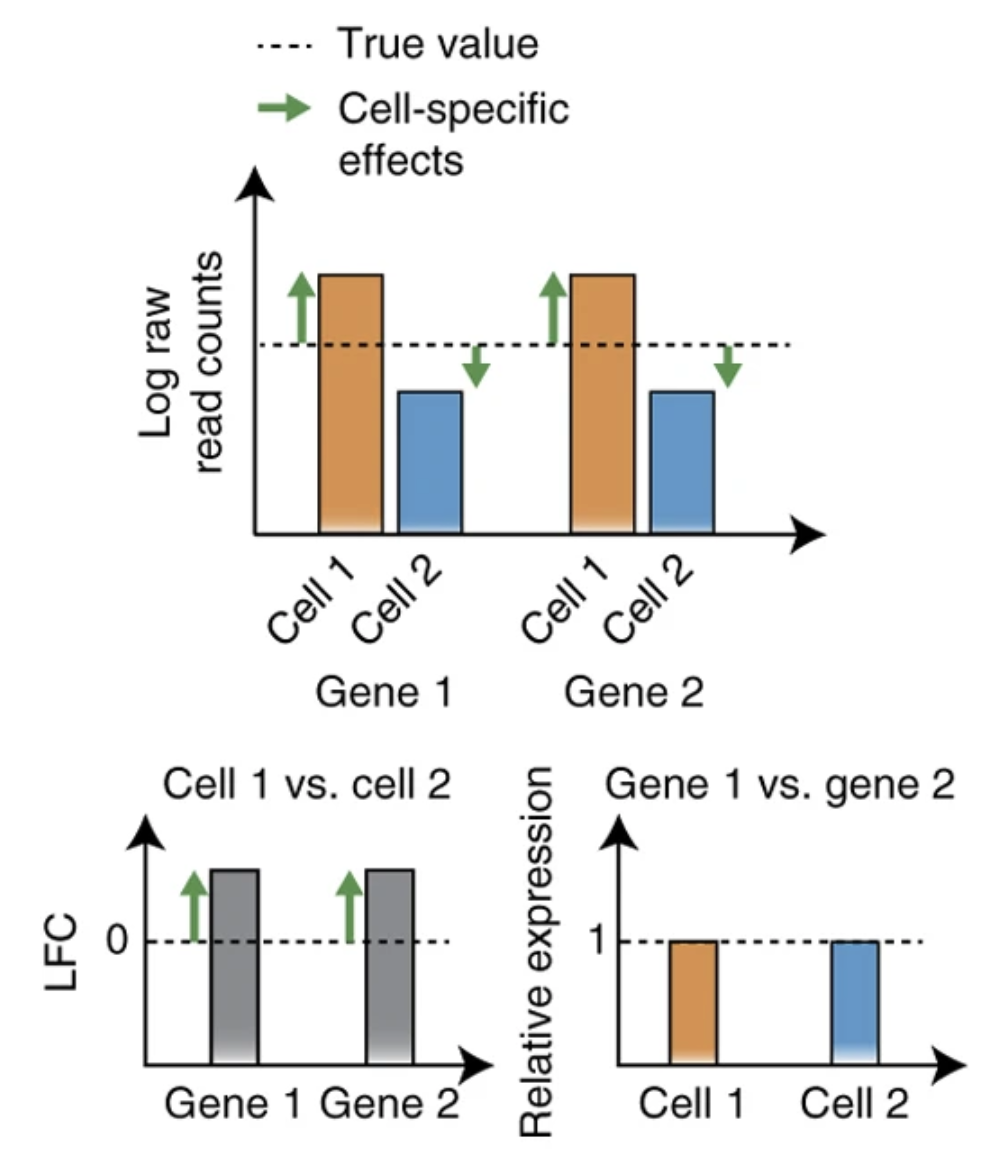 True value
Cell-specific
effects
Log raw
read counts
Cell 1
Cell 2
Cell 1
Cell 2
Gene 1
Gene 2
Cell 1 vs. cell 2
LFC
0
Gene 1
Gene 2
Gene 1 vs. gene 2
Relative expression
1
Cell 1
Cell 2